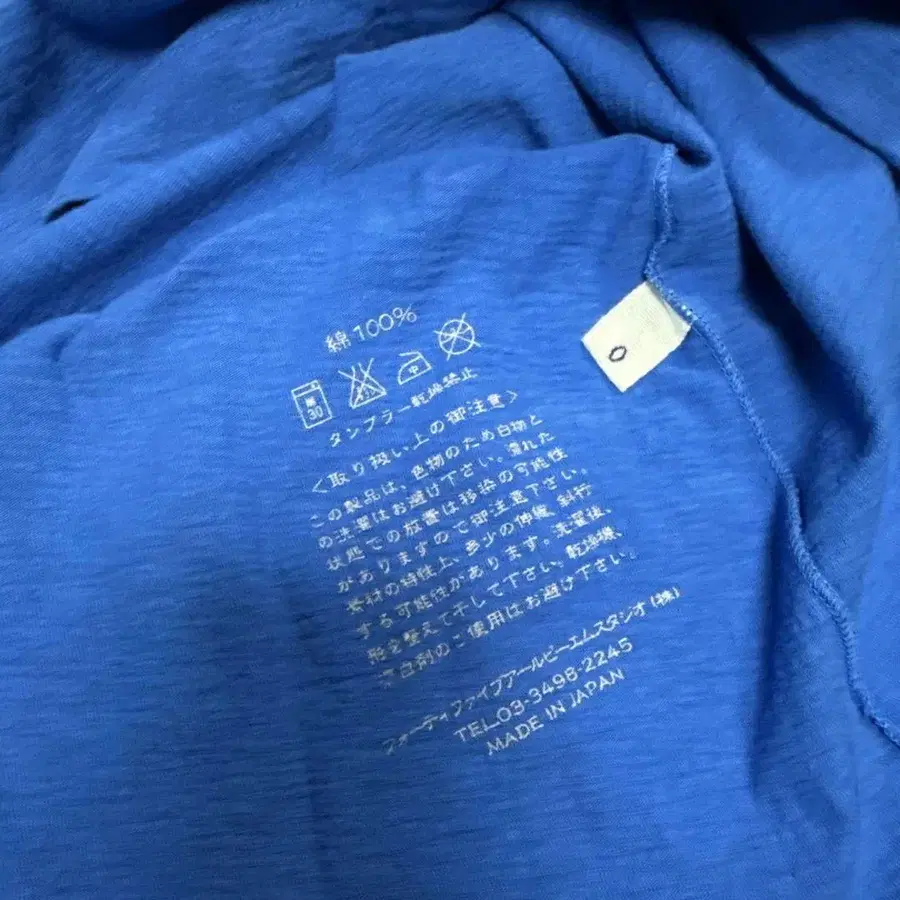 綿 100%
30 中
タンブラー乾燥禁止
<取り扱い上の御注意>
この製品は、色物のため白物と
の洗濯はお避け下さい。濡れた
状態での放置は移染の可能性
がありますので御注意下さい。
素材の特性上、多少の伸縮、斜行
する可能性があります。洗濯後、
形を整えて干して下さい。乾燥機、
漂白剤のご使用はお避け下さい。
フォーティファイブアールピーエムスタジオ(株)
TEL03-3498-2245
MADE IN JAPAN
0